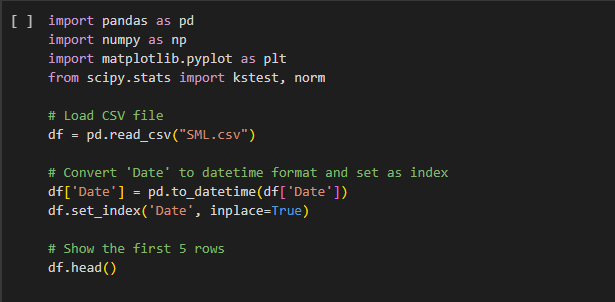 [ ] import pandas as pd
import numpy as np
import matplotlib.pyplot as plt
from scipy.stats import kstest, norm
# Load CSV file
df = pd.read_csv("SML.csv")
# Convert 'Date' to datetime format and set as index
df['Date'] = pd.to_datetime(df['Date'])
df.set_index('Date', inplace=True)
# Show the first 5 rows
df.head()